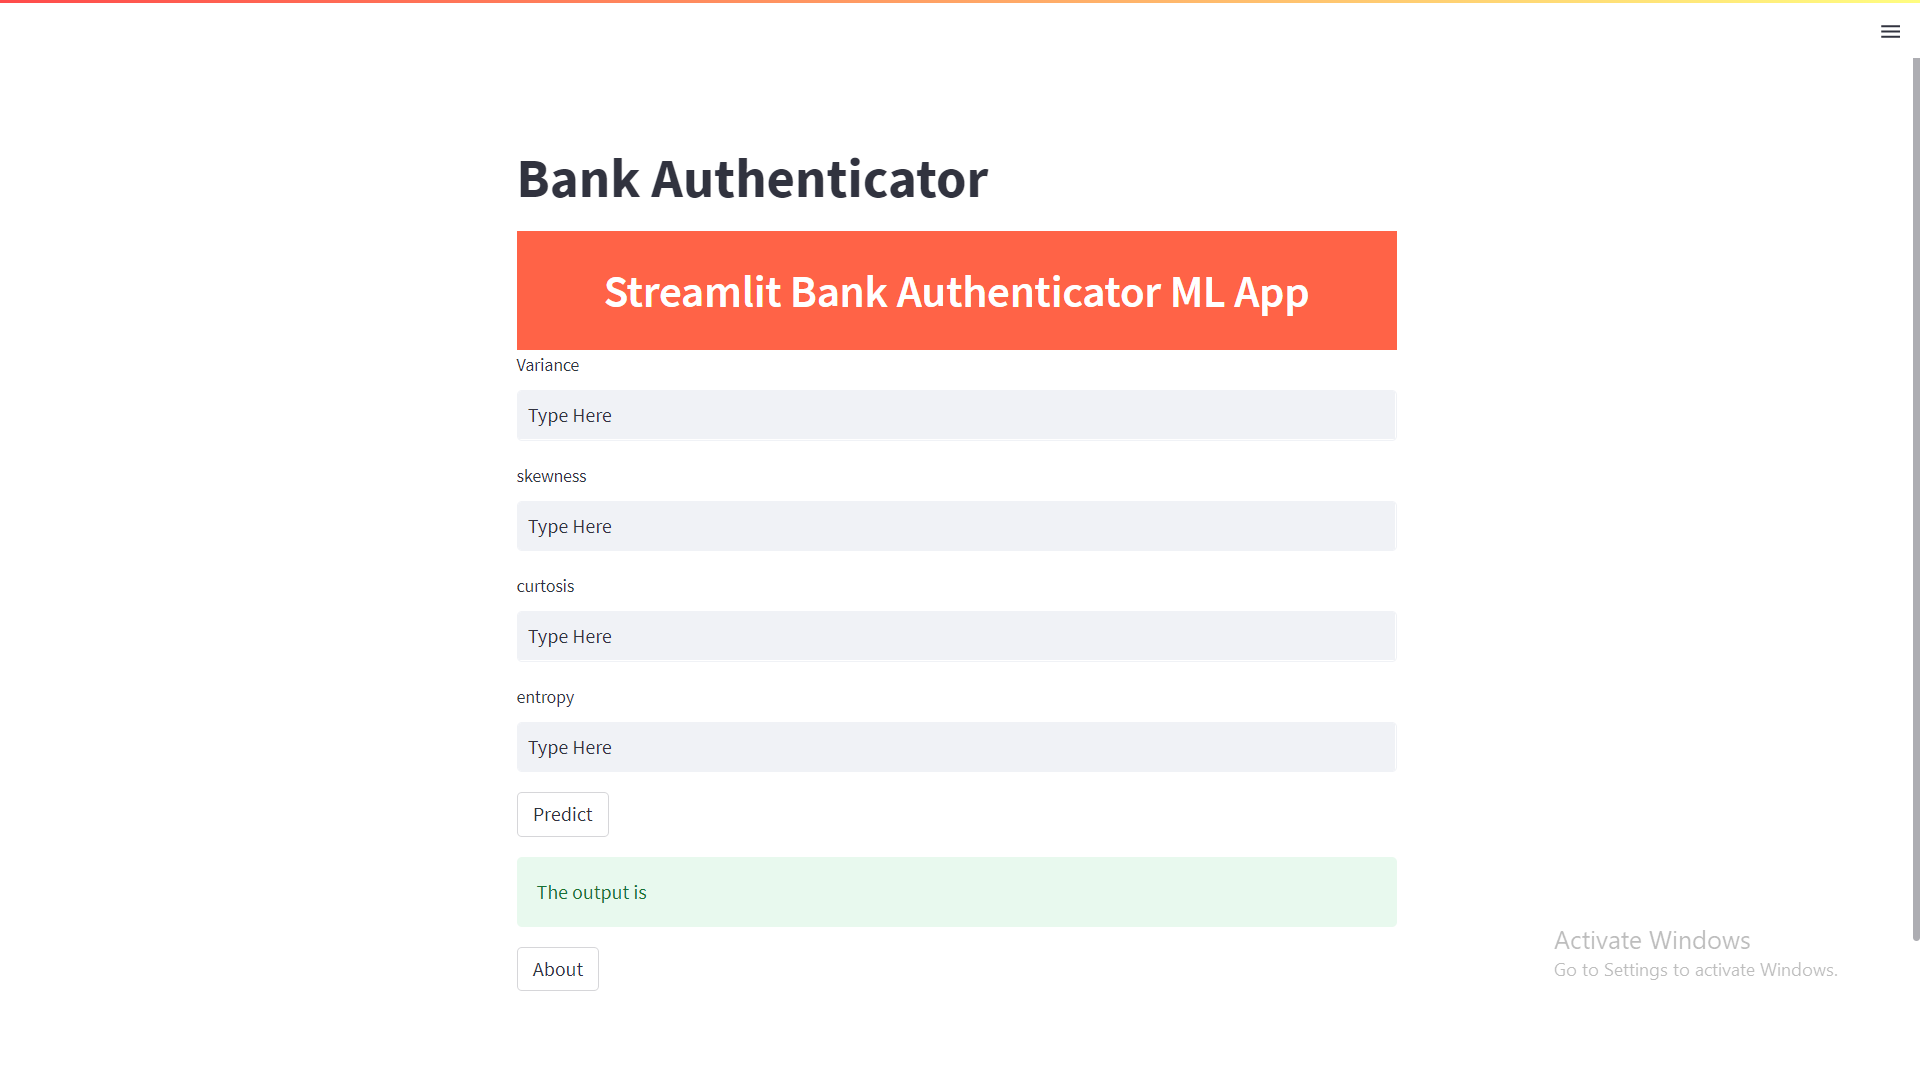 Bank Authenticator
Streamlit Bank Authenticator ML App
Variance
Type Here
skewness
Type Here
curtosis
Type Here
entropy
Type Here
Predict
The output is
About
Activate Windows
Go to Settings to activate Windows.